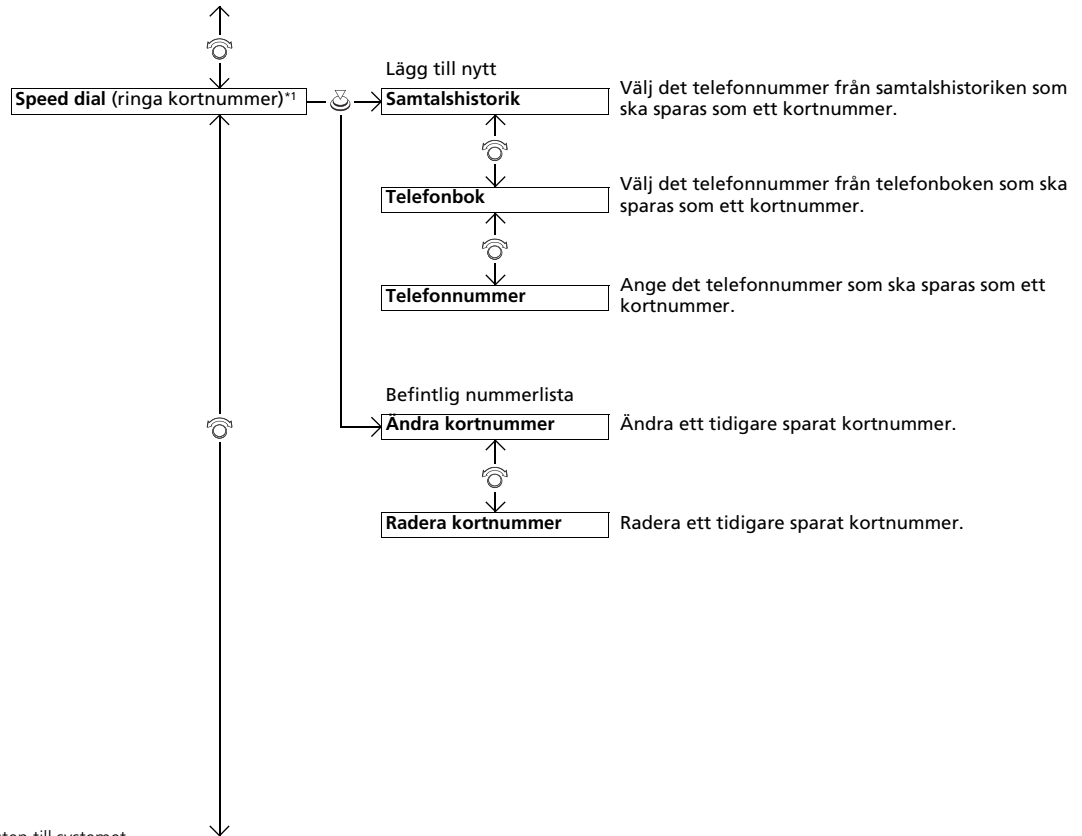 Lägg till nytt
Speed dial (ringa kortnummer)*1
Samtalshistorik
Välj det telefonnummer från samtalshistoriken som
ska sparas som ett kortnummer.
Telefonbok
Välj det telefonnummer från telefonboken som ska
sparas som ett kortnummer.
Telefonnummer
Ange det telefonnummer som ska sparas som ett
kortnummer.
Befintlig nummerlista
Ändra kortnummer
Ändra ett tidigare sparat kortnummer.
Radera kortnummer
Radera ett tidigare sparat kortnummer.
till systemet